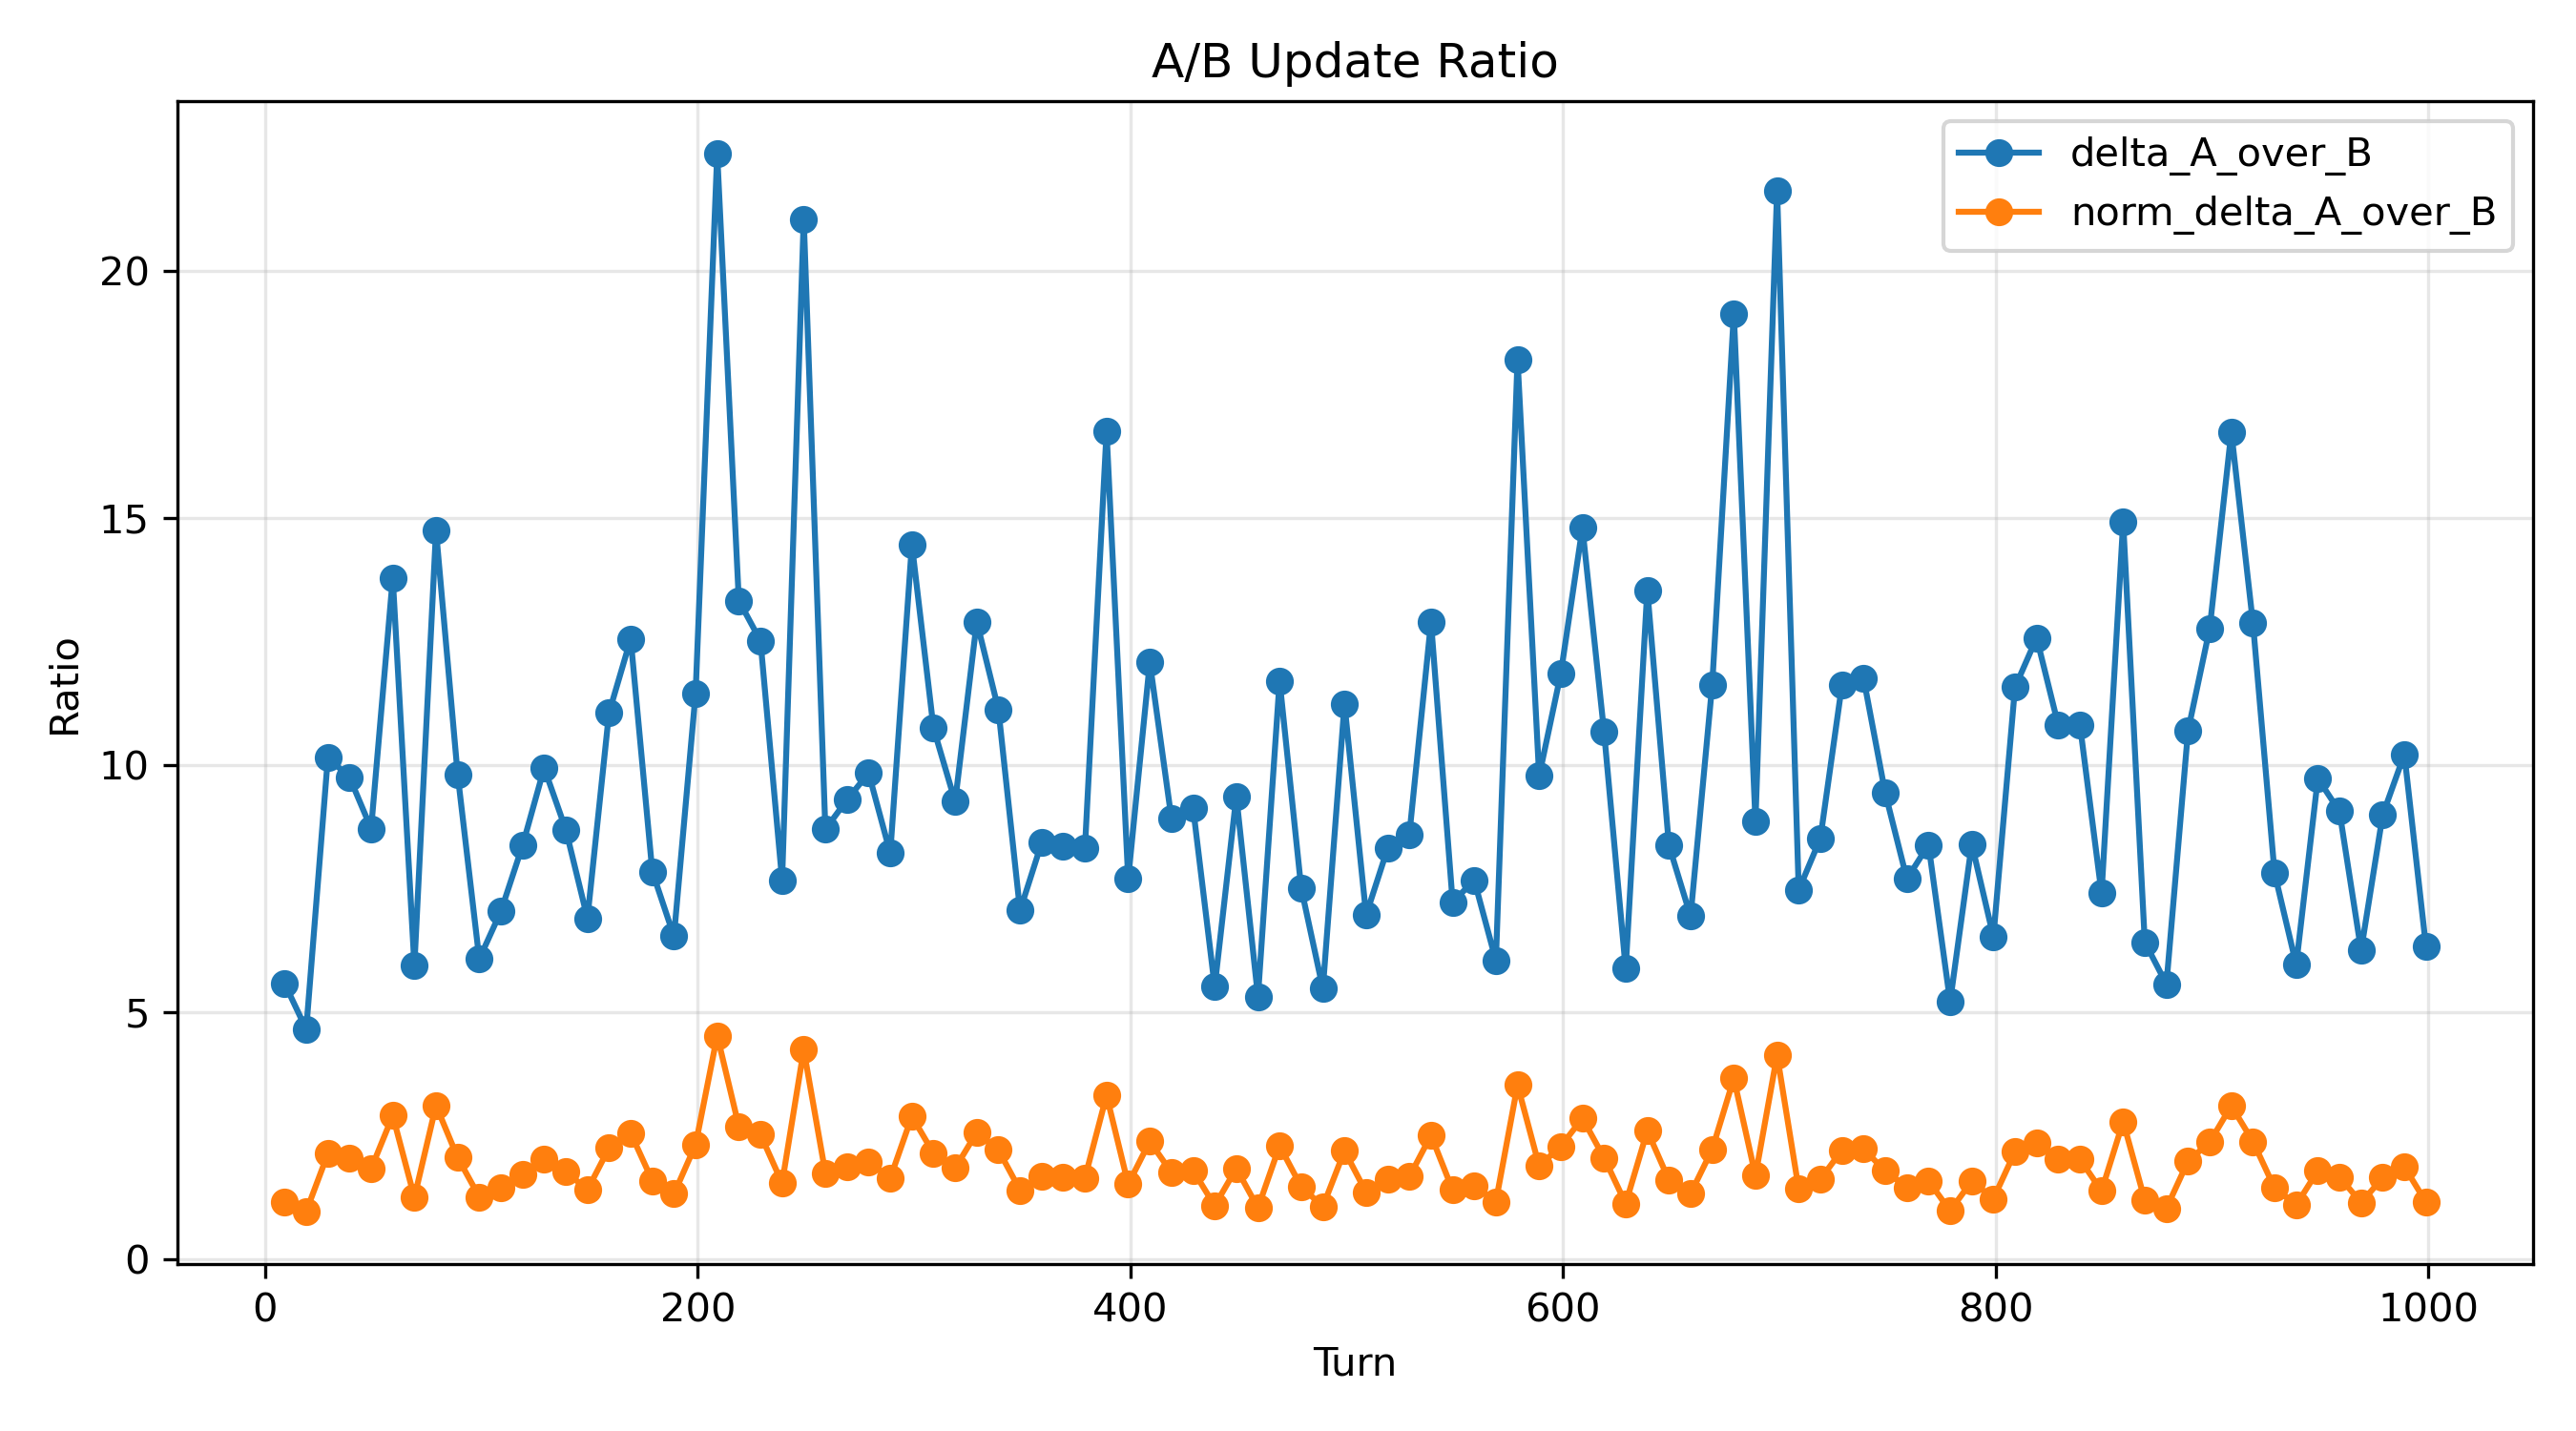 A/B Update Ratio
delta_A_over_B
norm_delta_A_over_B
20
15
10
5
0
Ratio
0 200 400 600 800 1000
Turn